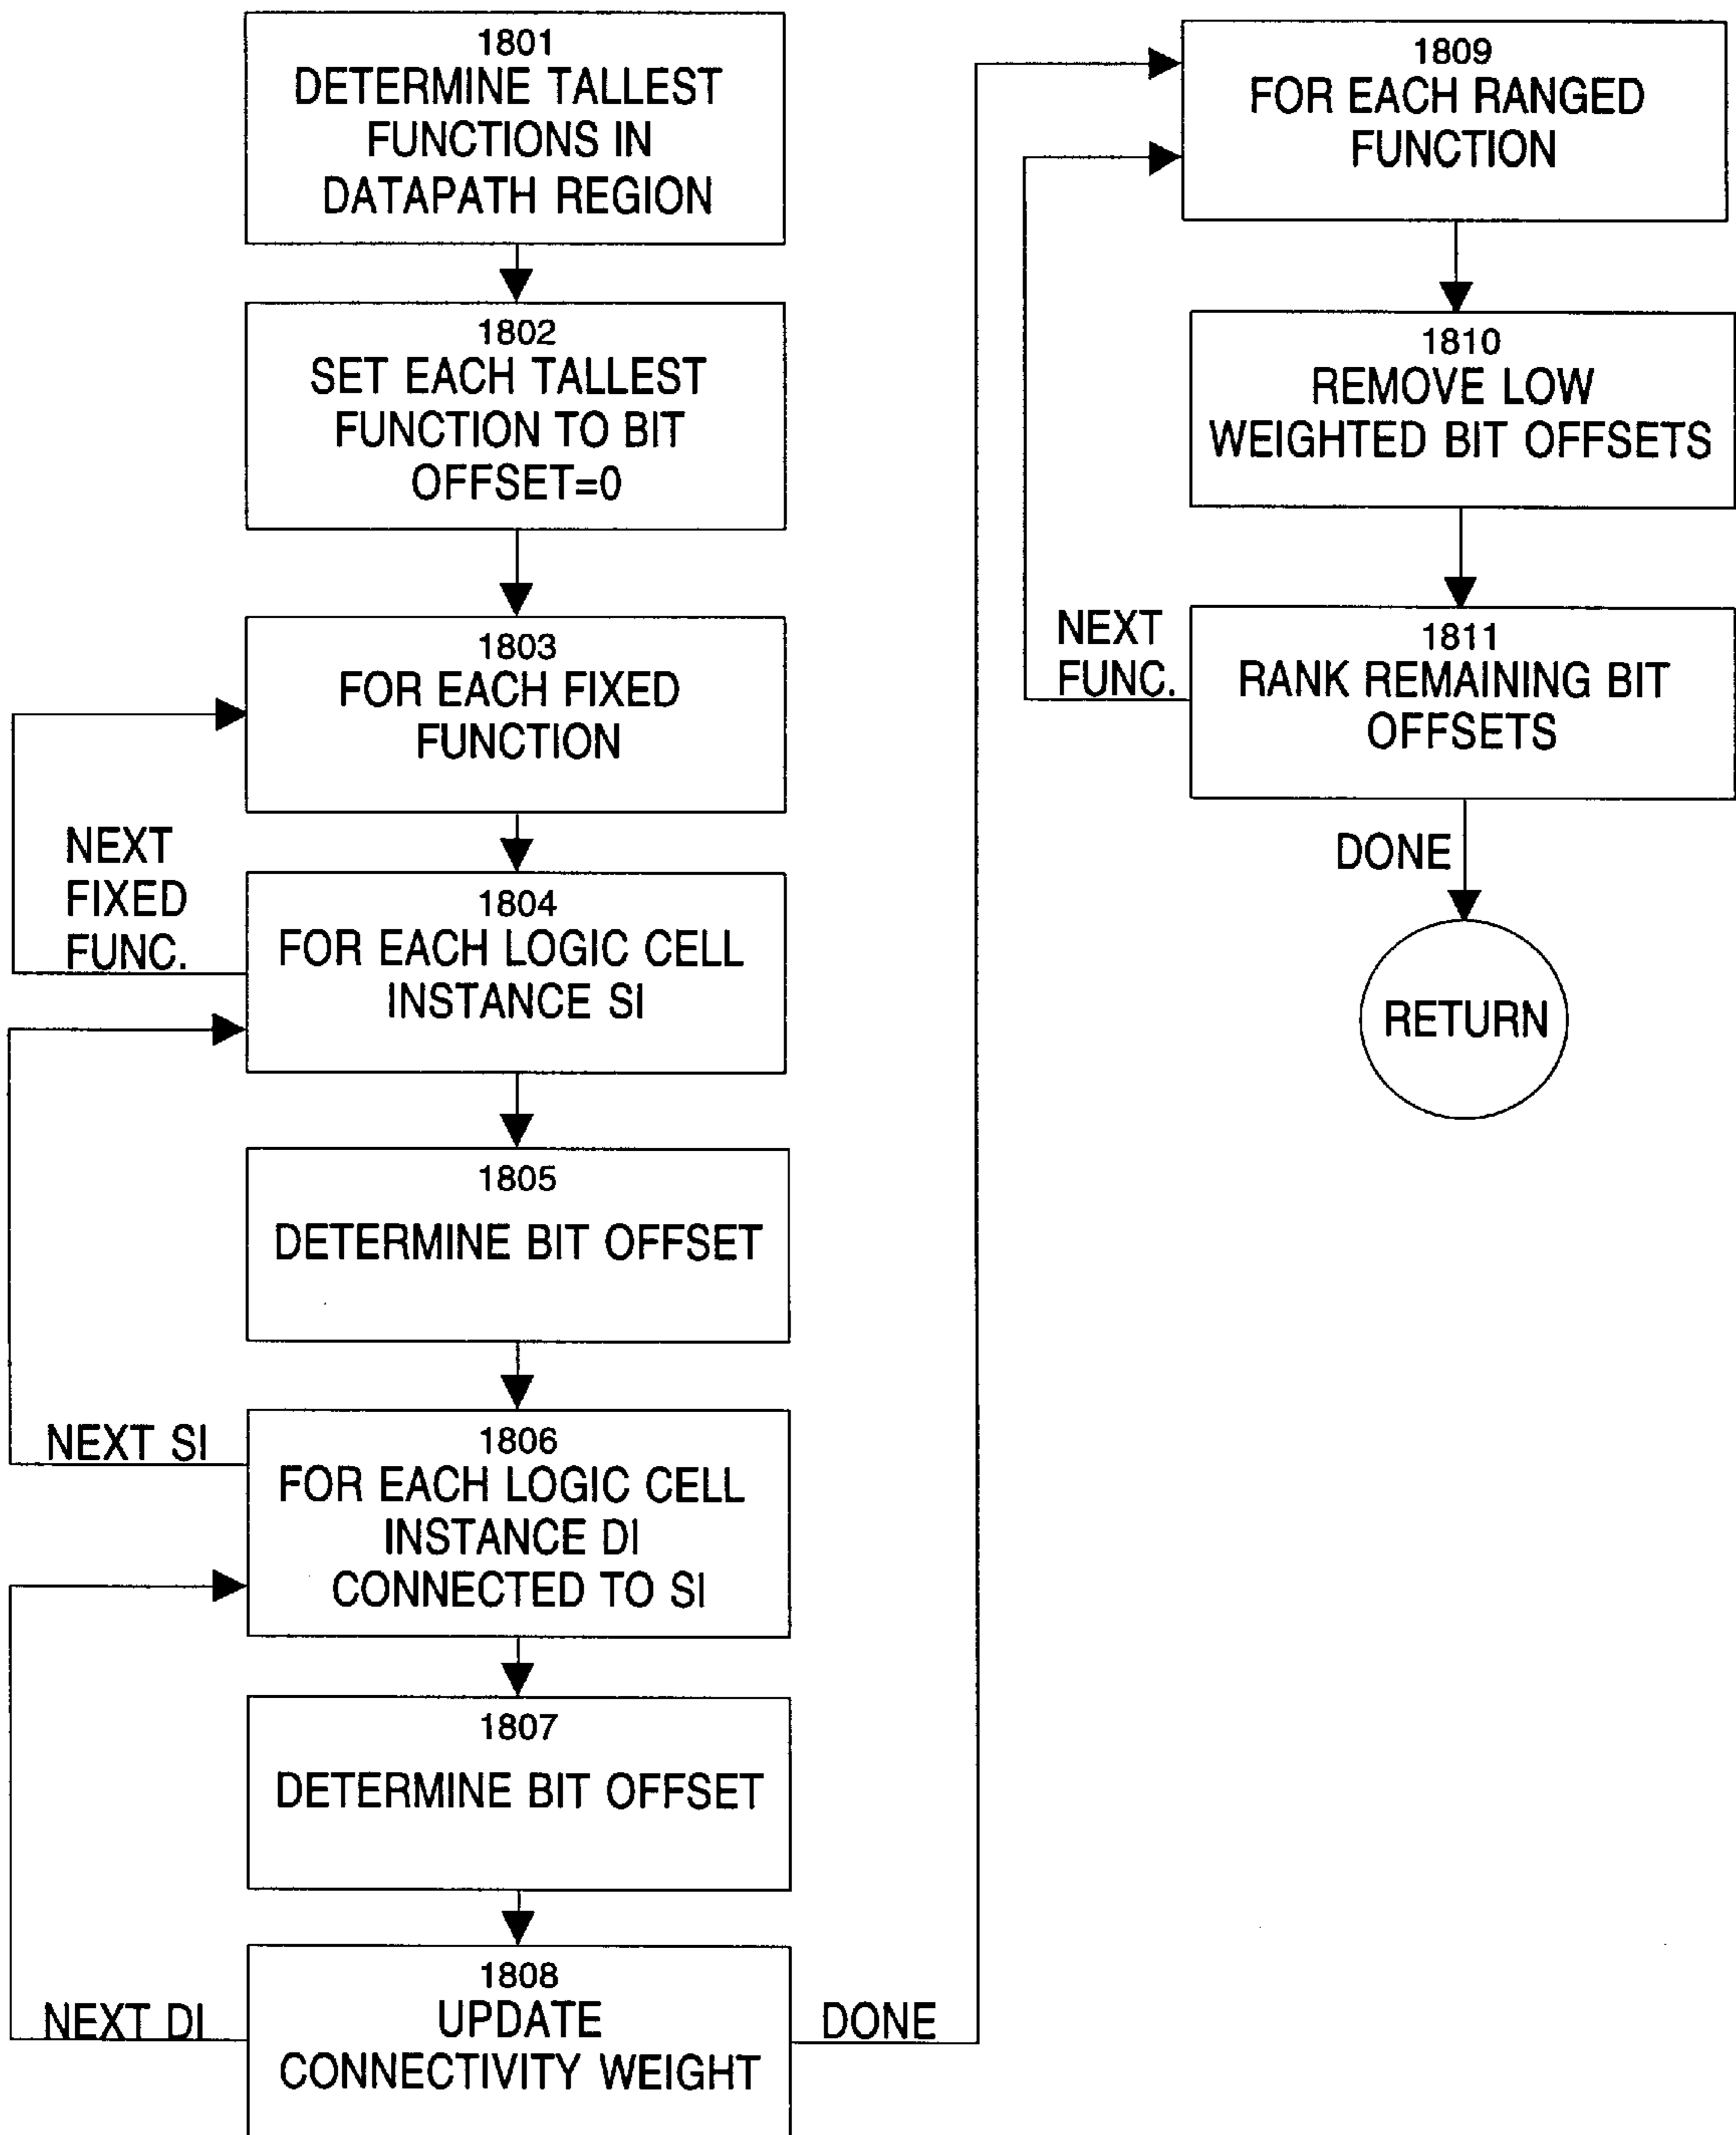 1801
DETERMINE TALLEST
FUNCTIONS IN
DATAPATH REGION
1802
SET EACH TALLEST
FUNCTION TO BIT
OFFSET=0
1803
FOR EACH FIXED
FUNCTION
NEXT
FIXED
FUNC.
1804
FOR EACH LOGIC CELL
INSTANCE SI
1805
DETERMINE BIT OFFSET
NEXT SI
1806
FOR EACH LOGIC CELL
INSTANCE DI
CONNECTED TO SI
1807
DETERMINE BIT OFFSET
NEXT DI
1808
UPDATE
CONNECTIVITY WEIGHT
DONE
1809
FOR EACH RANGED
FUNCTION
1810
REMOVE LOW
WEIGHTED BIT OFFSETS
NEXT
FUNC.
1811
RANK REMAINING BIT
OFFSETS
DONE
RETURN